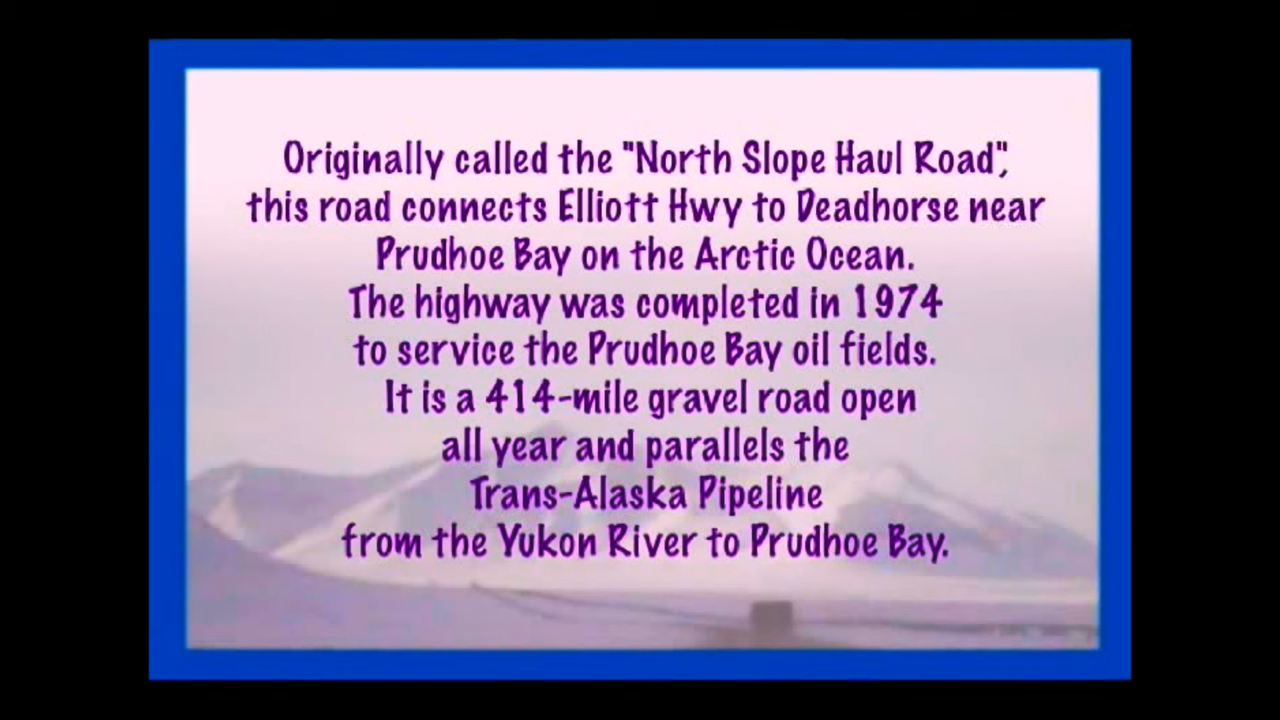 Originally called the "North Slope Haul Road",
this road connects Elliott Hwy to Deadhorse near
Prudhoe Bay on the Arctic Ocean.
The highway was completed in 1974
to service the Prudhoe Bay oil fields.
It is a 414-mile gravel road open
all year and parallels the
Trans-Alaska Pipeline
from the Yukon River to Prudhoe Bay.